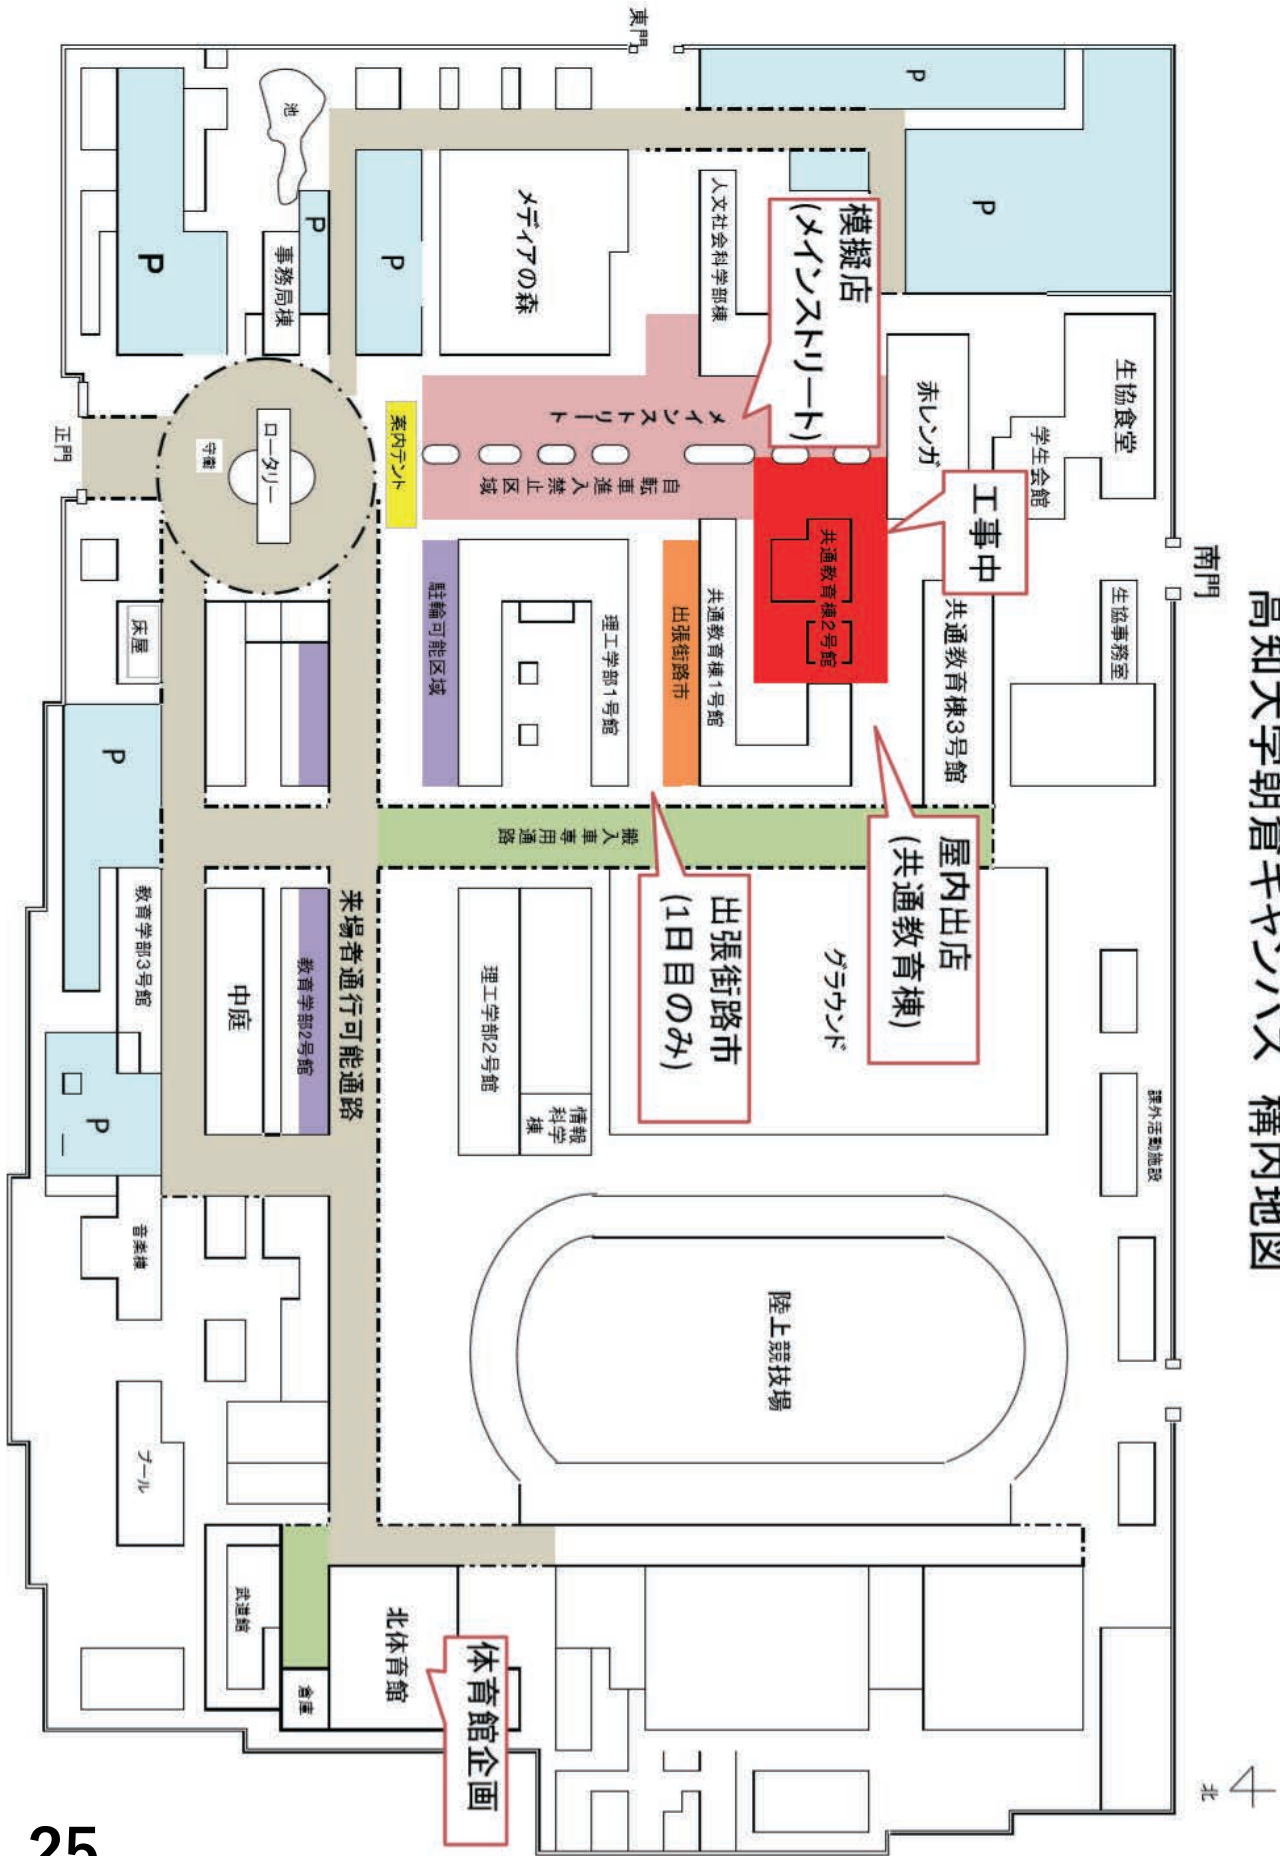 高知大学朝倉キャンパス 構内地図
北
南門
生協食堂
学生会館
生協事務室
課外活動施設
赤レンガ
工事中
共通教育棟3号館
屋内出店
(共通教育棟)
模擬店
(メインストリート)
共通教育棟2号館
グラウンド
陸上競技場
P
P
人文社会科学部棟
共通教育棟1号館
出張街路市
出張街路市
(1日目のみ)
東門
メディアの森
メインストリート
自転車進入禁止区域
理工学部1号館
搬入車専用通路
情報
科学
棟
理工学部2号館
体育館企画
駐輪可能区域
案内テント
P
北体育館
来場者通行可能通路
P
事務局棟
池
教育学部2号館
倉庫
ロータリー
守衛
中庭
武道館
P
床屋
教育学部3号館
音楽棟
プール
P
P
正門
25